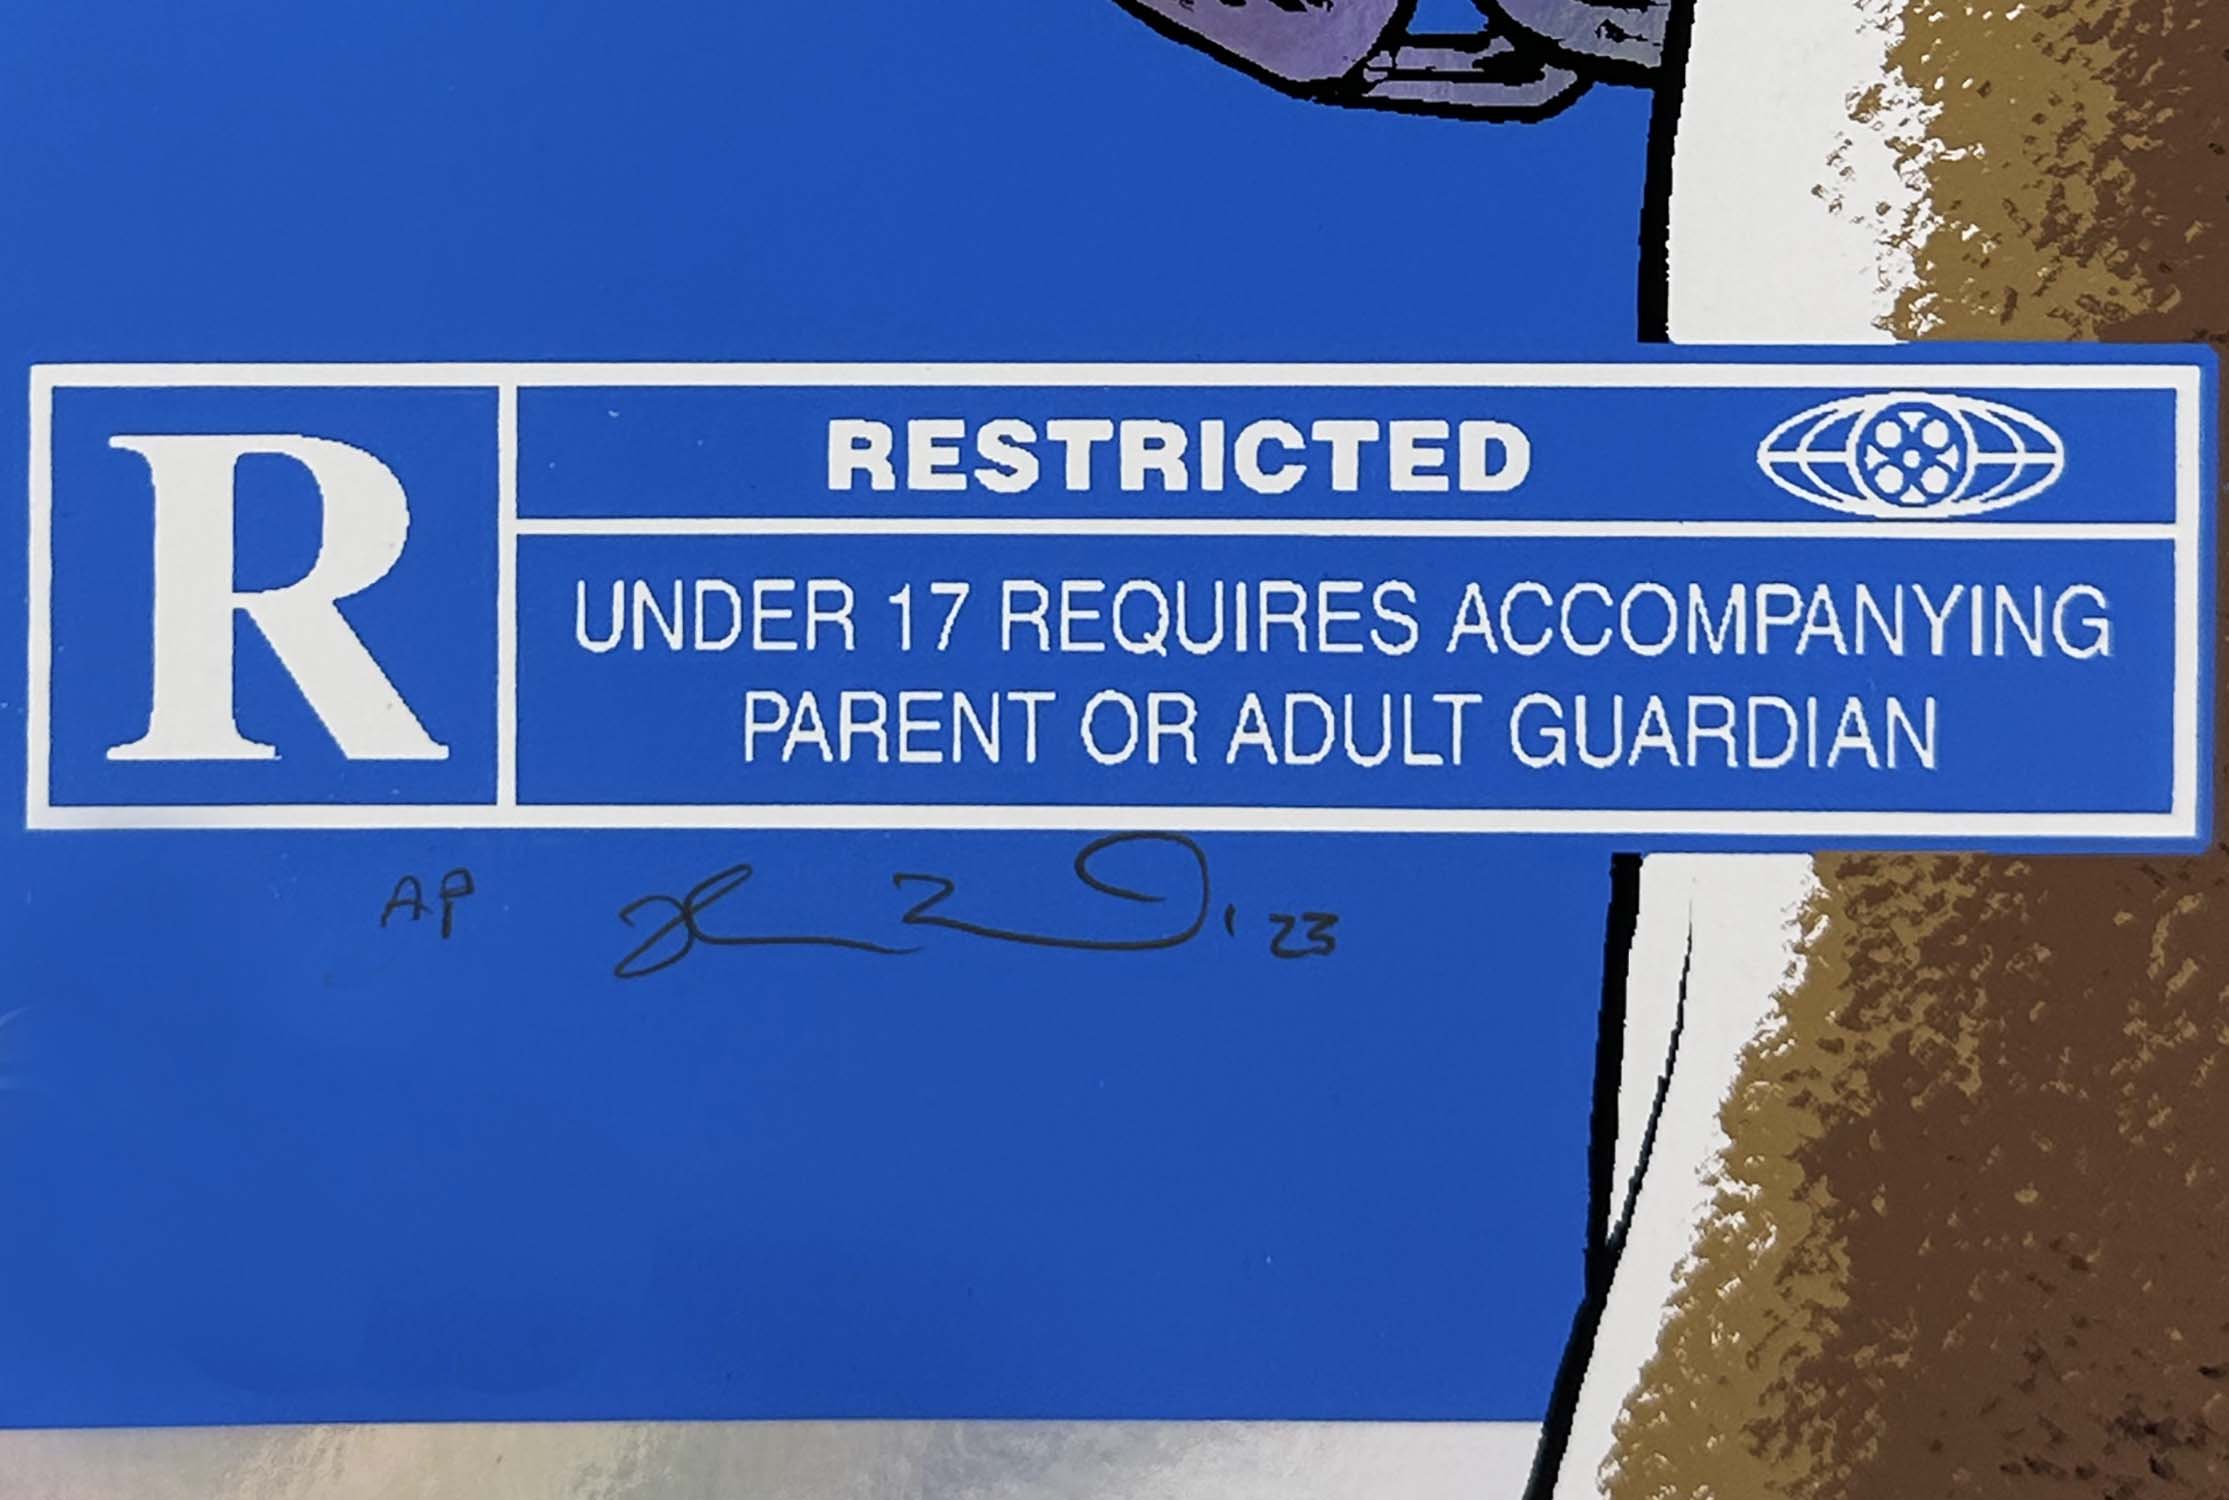 R
RESTRICTED
UNDER 17 REQUIRES ACCOMPANYING
PARENT OR ADULT GUARDIAN
AP '23